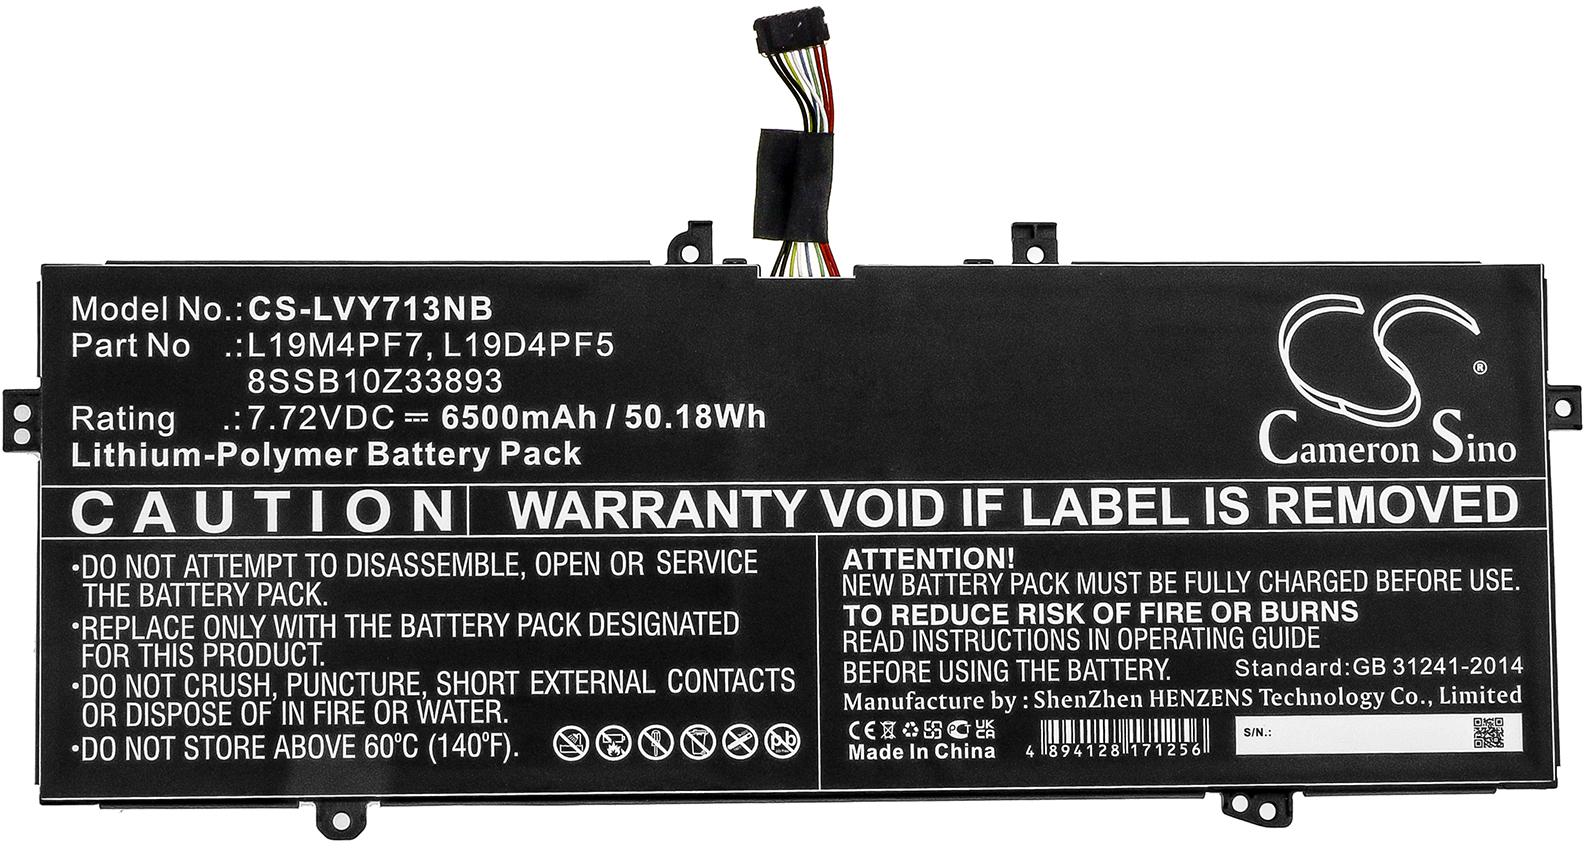 Model No.:CS-LVY713NB
Part No .:L19M4PF7, L19D4PF5
8SSB10Z33893
Rating .:7.72VDC ⎓ 6500mAh / 50.18Wh
Lithium-Polymer Battery Pack
®
Cameron Sino
CAUTION
WARRANTY VOID IF LABEL IS REMOVED
•DO NOT ATTEMPT TO DISASSEMBLE, OPEN OR SERVICE
THE BATTERY PACK.
•REPLACE ONLY WITH THE BATTERY PACK DESIGNATED
FOR THIS PRODUCT.
•DO NOT CRUSH, PUNCTURE, SHORT EXTERNAL CONTACTS
OR DISPOSE OF IN FIRE OR WATER.
•DO NOT STORE ABOVE 60ºC (140ºF).
Pb
ATTENTION!
NEW BATTERY PACK MUST BE FULLY CHARGED BEFORE USE.
TO REDUCE RISK OF FIRE OR BURNS
READ INSTRUCTIONS IN OPERATING GUIDE
BEFORE USING THE BATTERY.
Standard:GB 31241-2014
Manufacture by : ShenZhen HENZENS Technology Co., Limited
CE
UK
CA
Made In China
4 894128 171256
S/N.: